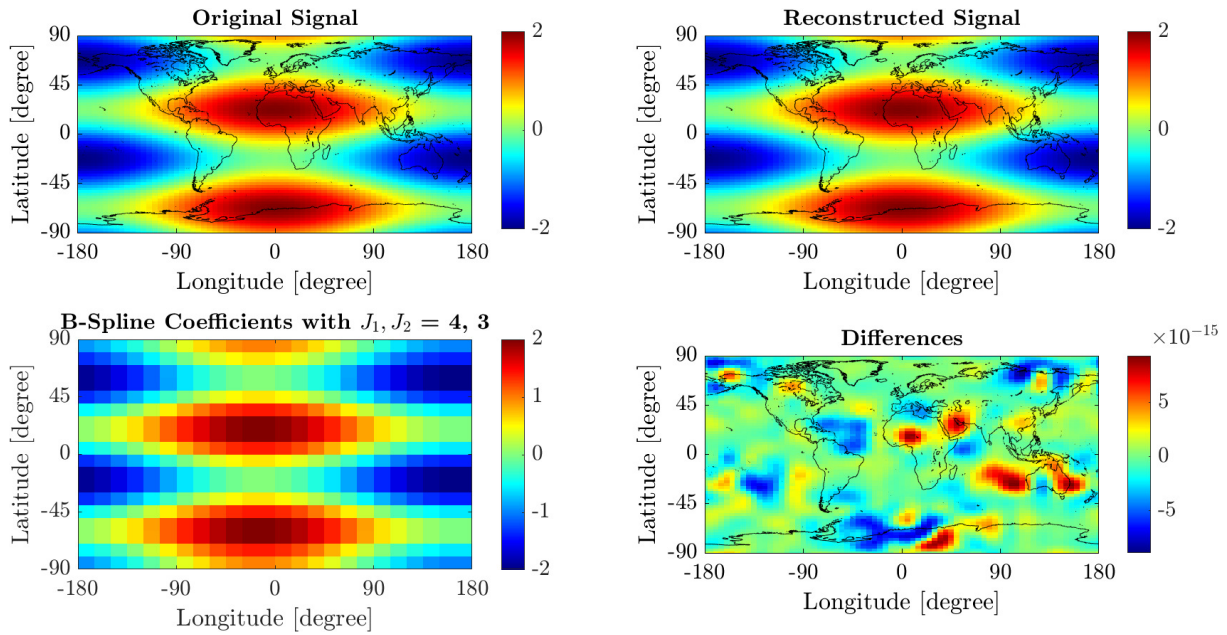 Original Signal
90
45
0
-45
-90
Latitude [degree]
-180 -90 0 90 180
Longitude [degree]
2
0
-2
Reconstructed Signal
90
45
0
-45
-90
Latitude [degree]
-180 -90 0 90 180
Longitude [degree]
2
0
-2
B-Spline Coefficients with J₁, J₂ = 4, 3
90
45
0
-45
-90
Latitude [degree]
-180 -90 0 90 180
Longitude [degree]
2
1
0
-1
-2
Differences
×10⁻¹⁵
90
45
0
-45
-90
Latitude [degree]
-180 -90 0 90 180
Longitude [degree]
5
0
-5